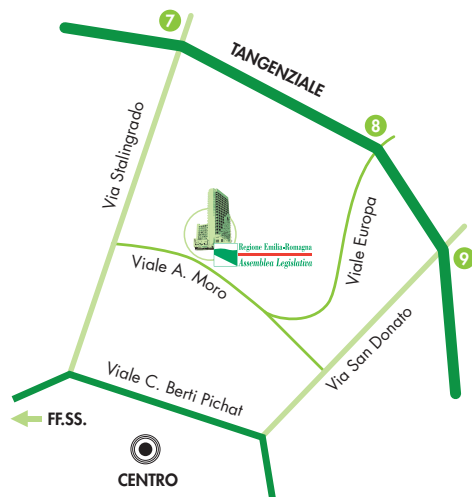 7
TANGENZIALE
8
Via Stalingrado
Viale Europa
Regione Emilia-Romagna
Assemblea Legislativa
9
Viale A. Moro
Via San Donato
Viale C. Berti Pichat
FF.SS.
CENTRO